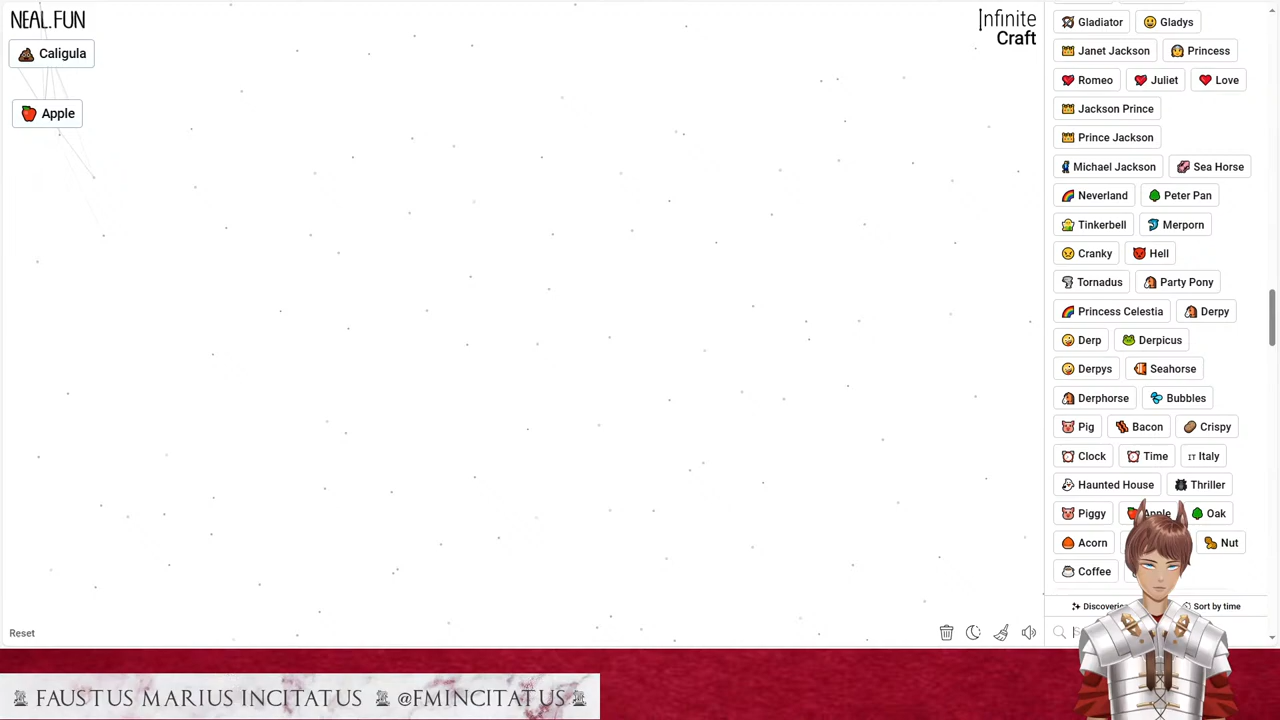 NEAL.FUN
Infinite
Craft
Caligula
Apple
Gladiator Gladys
Janet Jackson Princess
Romeo Juliet Love
Jackson Prince
Prince Jackson
Michael Jackson Sea Horse
Neverland Peter Pan
Tinkerbell Merporn
Cranky Hell
Tornadus Party Pony
Princess Celestia Derpy
Derp Derpicus
Derpys Seahorse
Derphorse Bubbles
Pig Bacon Crispy
Clock Time IT Italy
Haunted House Thriller
Piggy Apple Oak
Acorn Nut
Coffee
Discoveries Sort by time
Reset
FAUSTUS MARIUS INCITATUS @FMINCITATUS